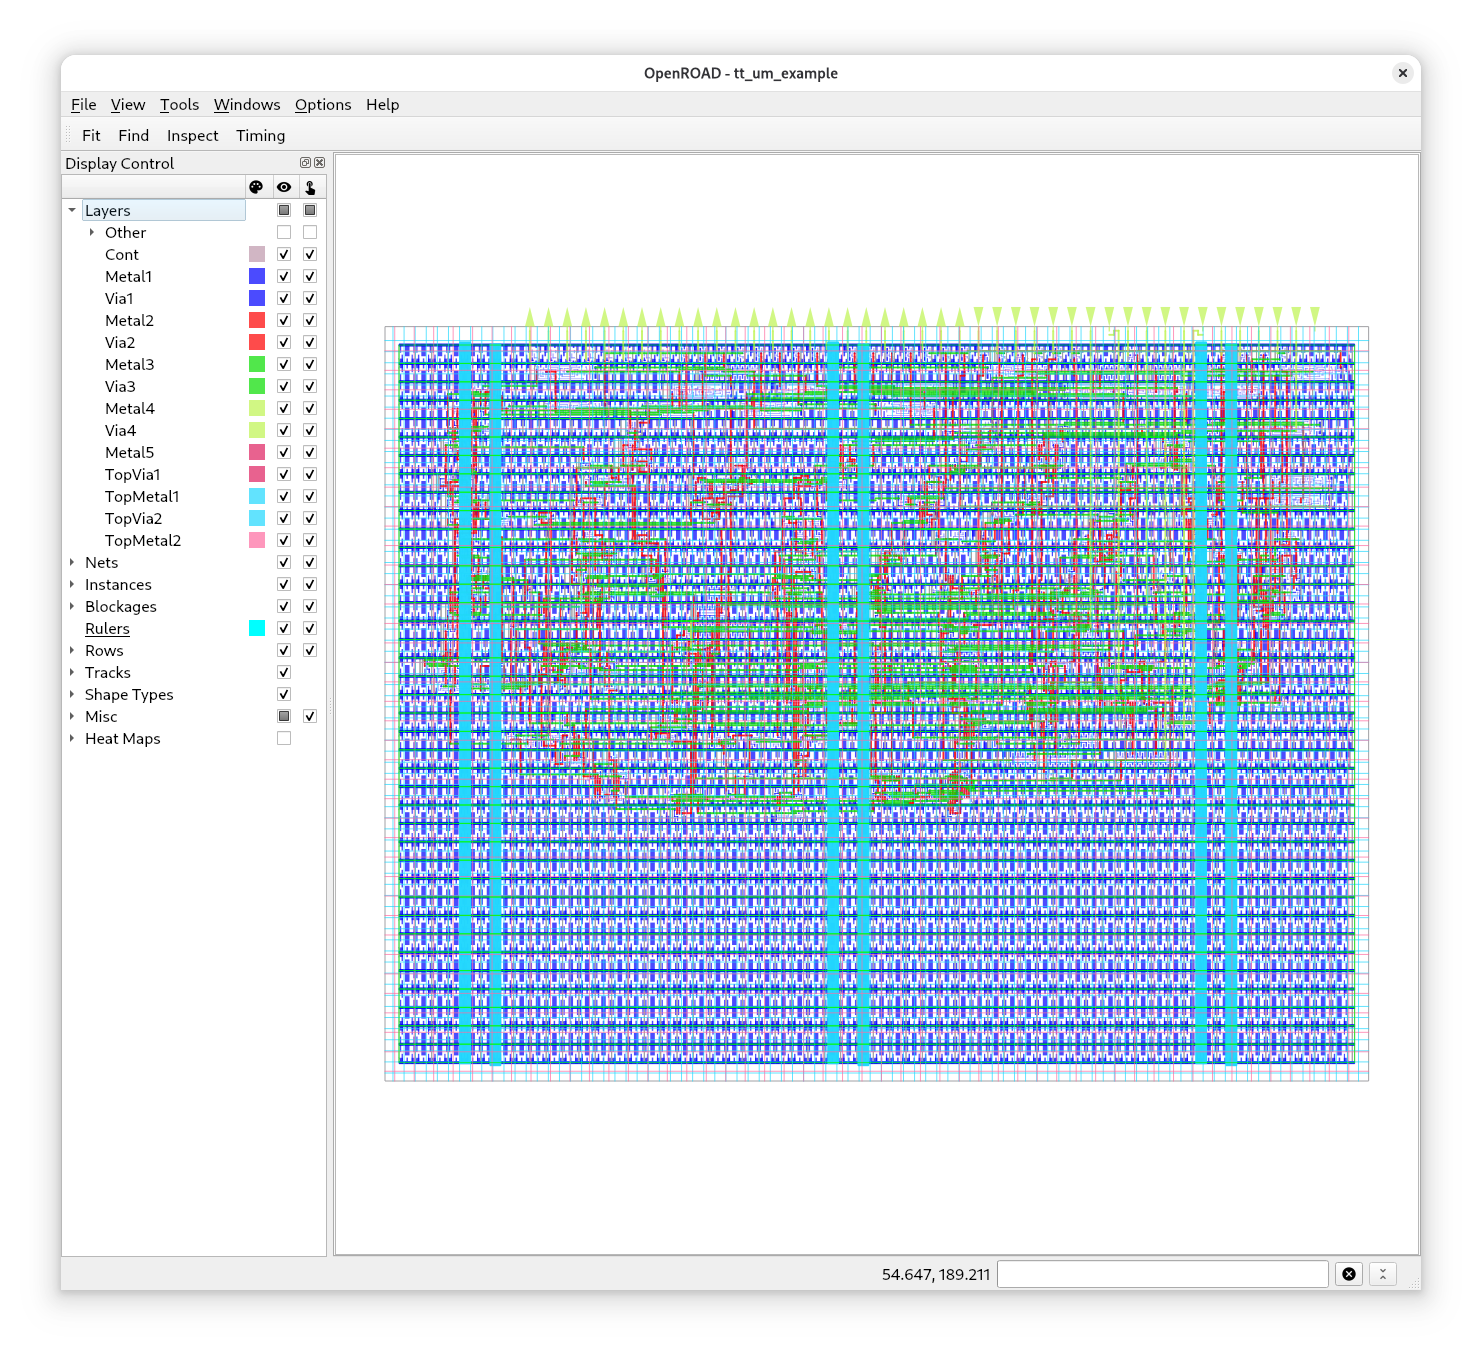 OpenROAD - tt_um_example
File View Tools Windows Options Help
Fit Find Inspect Timing
Display Control
Layers
Other
Cont
Metal1
Via1
Metal2
Via2
Metal3
Via3
Metal4
Via4
Metal5
TopVia1
TopMetal1
TopVia2
TopMetal2
Nets
Instances
Blockages
Rulers
Rows
Tracks
Shape Types
Misc
Heat Maps
54.647, 189.211